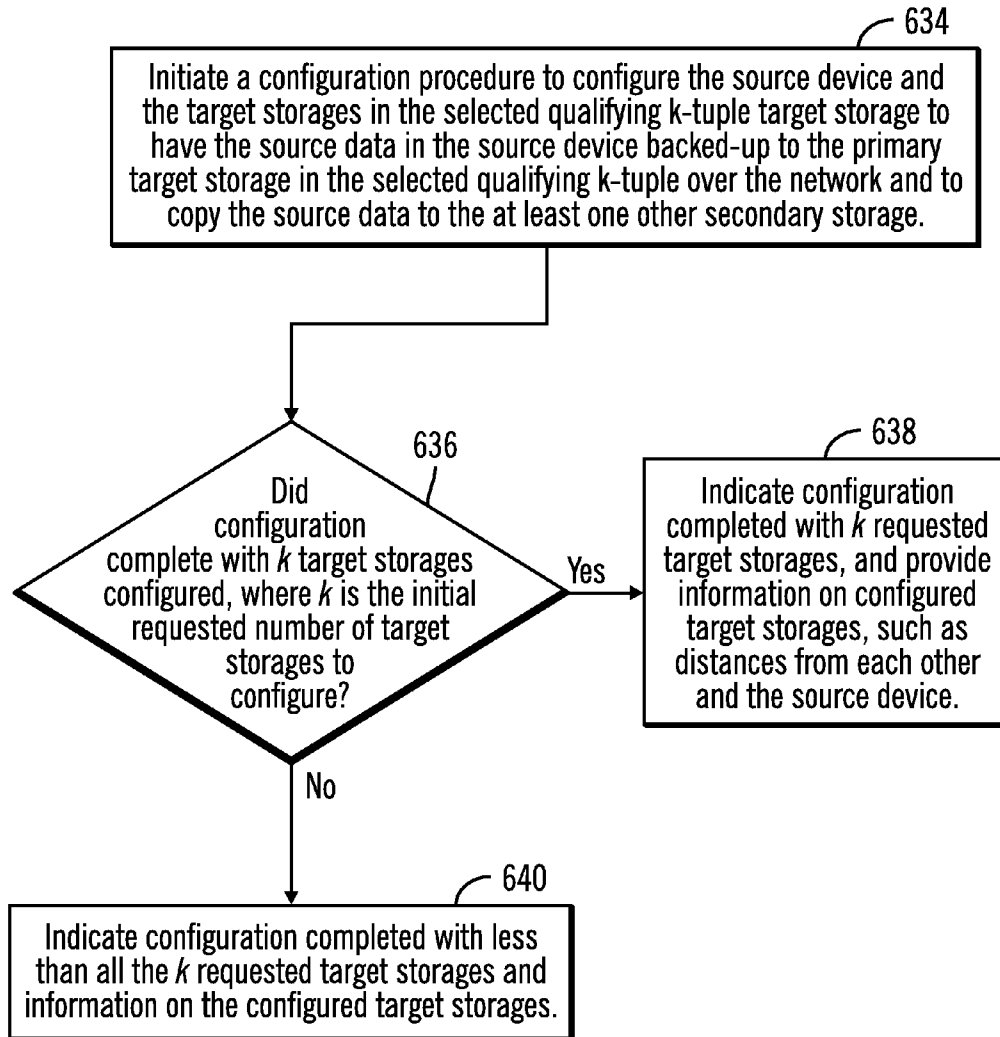 634
Initiate a configuration procedure to configure the source device and
the target storages in the selected qualifying k-tuple target storage to
have the source data in the source device backed-up to the primary
target storage in the selected qualifying k-tuple over the network and to
copy the source data to the at least one other secondary storage.
636
Did
configuration
complete with k target storages
configured, where k is the initial
requested number of target
storages to
configure?
Yes
638
Indicate configuration
completed with k requested
target storages, and provide
information on configured
target storages, such as
distances from each other
and the source device.
No
640
Indicate configuration completed with less
than all the k requested target storages and
information on the configured target storages.